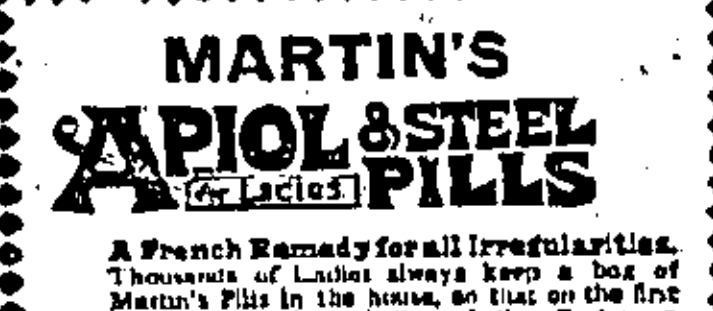 MARTIN'S
APIOL & STEEL
for Ladies PILLS
A French Remady for all Irregularities.
Thousands of Ladies always keep a box of
Martin's Pills in the house, so that on the first